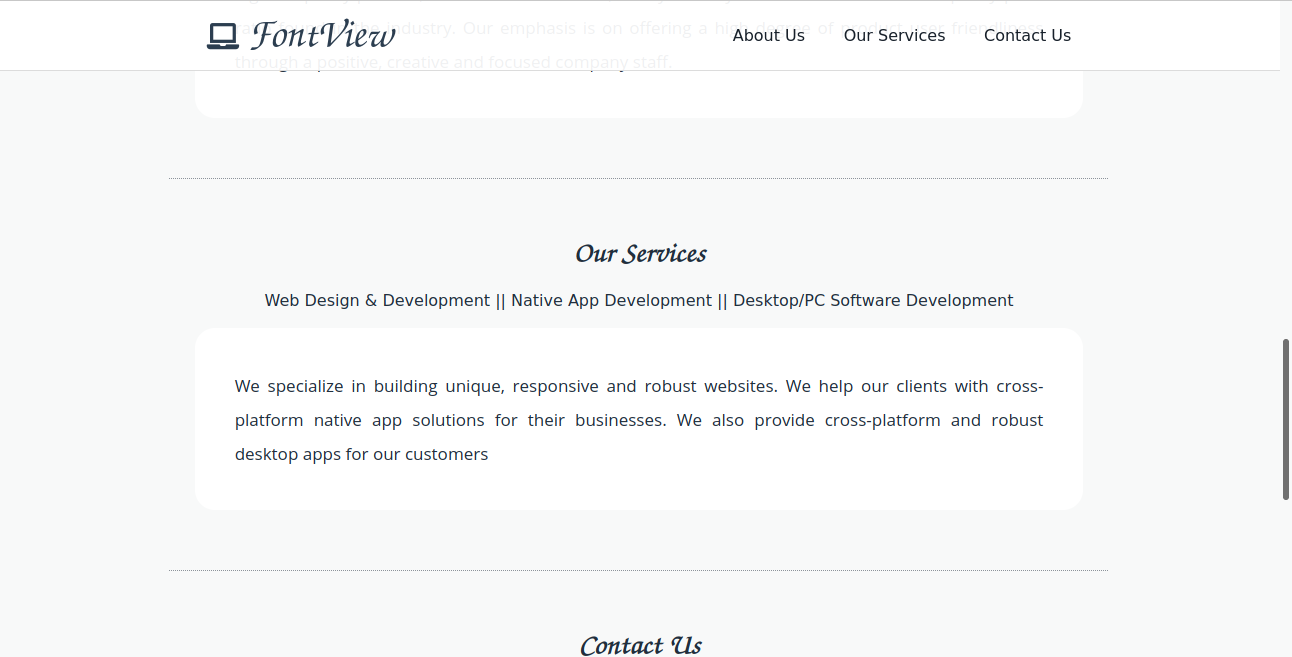 FontView
About Us
Our Services
Contact Us
industry. Our emphasis is on offering a high degree of product user friendliness
through a positive, creative and focused company staff.
Our Services
Web Design & Development || Native App Development || Desktop/PC Software Development
We specialize in building unique, responsive and robust websites. We help our clients with cross-
platform native app solutions for their businesses. We also provide cross-platform and robust
desktop apps for our customers
Contact Us